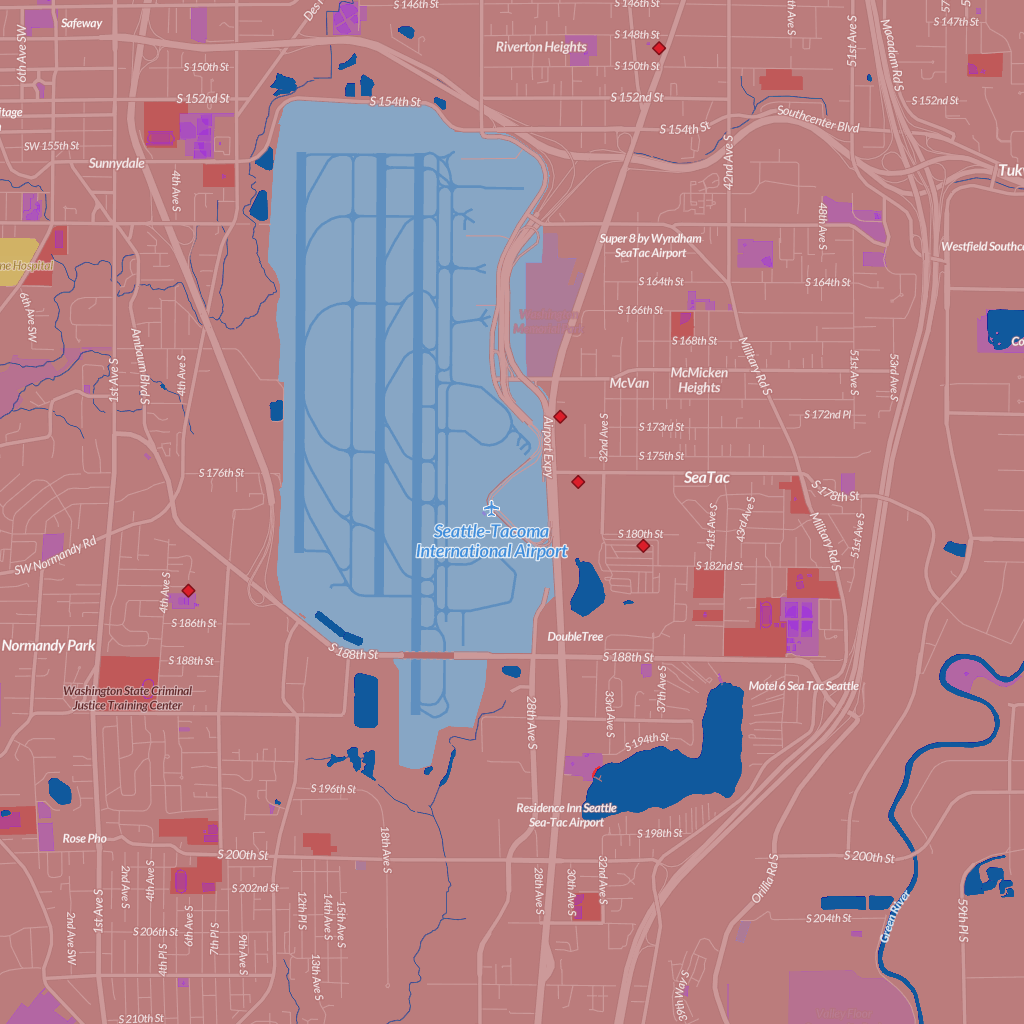 6th Ave SW
Safeway
Des
S 146th St
S 146th St
S 147th St
51st Ave S
Macadam Rd S
S 148th St
Riverton Heights
S 150th St
S 150th St
S 152nd St
S 154th St
S 152nd St
S 152nd St
Southcenter Blvd
S 154th St
SW 155th St
Sunnydale
4th Ave S
42nd Ave S
48th Ave S
Super 8 by Wyndham
SeaTac Airport
S 164th St
S 164th St
6th Ave SW
S 166th St
S 168th St
1st Ave S
Ambaum Blvd
4th Ave S
McVan
McMicken
Heights
Military Rd S
51st Ave S
53rd Ave S
S 172nd Pl
Airport Expy
32nd Ave S
S 173rd St
S 175th St
S 176th St
SeaTac
S 178th St
Seattle-Tacoma
International Airport
41st Ave S
43rd Ave S
Military Rd S
51st Ave S
S 180th St
S 182nd St
SW Normandy Rd
4th Ave S
S 186th St
DoubleTree
Normandy Park
S 188th St
S 188th St
S 188th St
Washington State Criminal
Justice Training Center
37th Ave S
Motel 6 Sea Tac Seattle
28th Ave S
33rd Ave S
S 194th St
S 196th St
Residence Inn Seattle
Sea-Tac Airport
S 198th St
Rose Pho
18th Ave S
S 200th St
S 200th St
Orillia Rd S
S 202nd St
2nd Ave S
4th Ave S
1st Ave S
2nd Ave SW
6th Ave S
7th Pl S
4th Pl S
9th Ave S
12th Pl S
14th Ave S
15th Ave S
13th Ave S
28th Ave S
30th Ave S
32nd Ave S
S 204th St
Green River
59th Pl S
S 206th St
39th Way S
S 210th St
Valley Floor